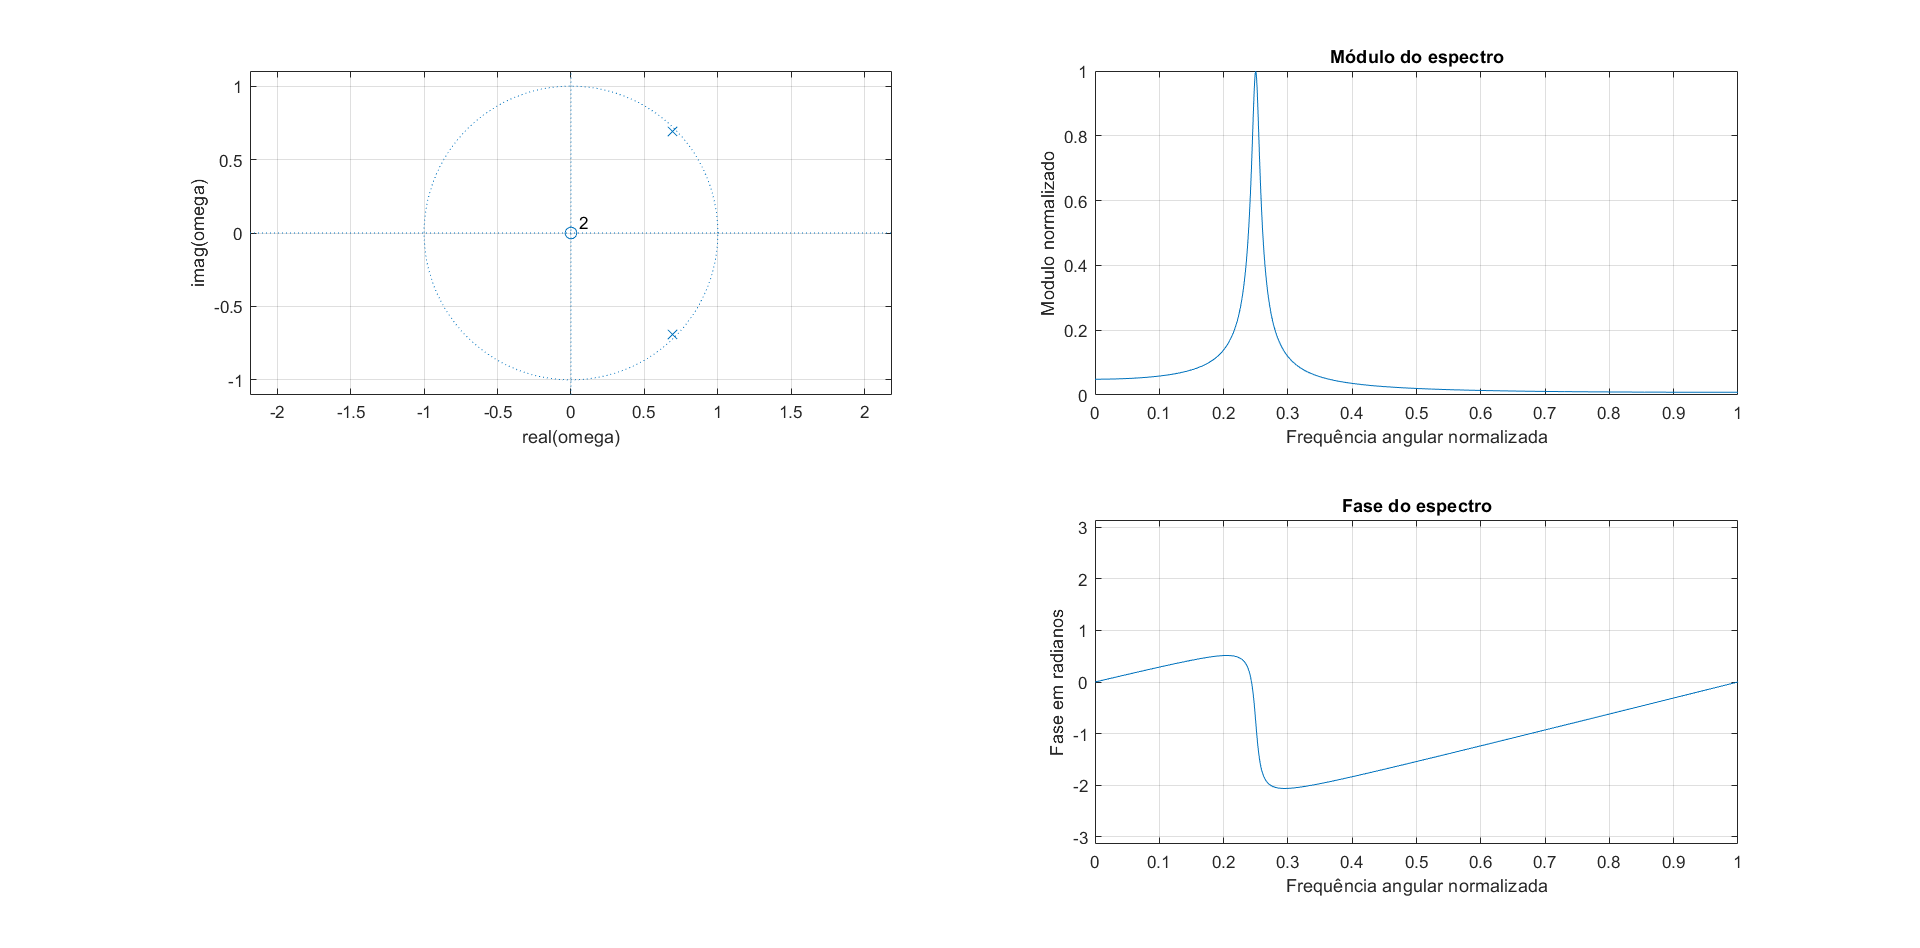 1
0.5
0
-0.5
-1
imag(omega)
2
-2 -1.5 -1 -0.5 0 0.5 1 1.5 2
real(omega)
Módulo do espectro
1
0.8
0.6
0.4
0.2
0
Modulo normalizado
0 0.1 0.2 0.3 0.4 0.5 0.6 0.7 0.8 0.9 1
Frequência angular normalizada
Fase do espectro
3
2
1
0
-1
-2
-3
Fase em radianos
0 0.1 0.2 0.3 0.4 0.5 0.6 0.7 0.8 0.9 1
Frequência angular normalizada